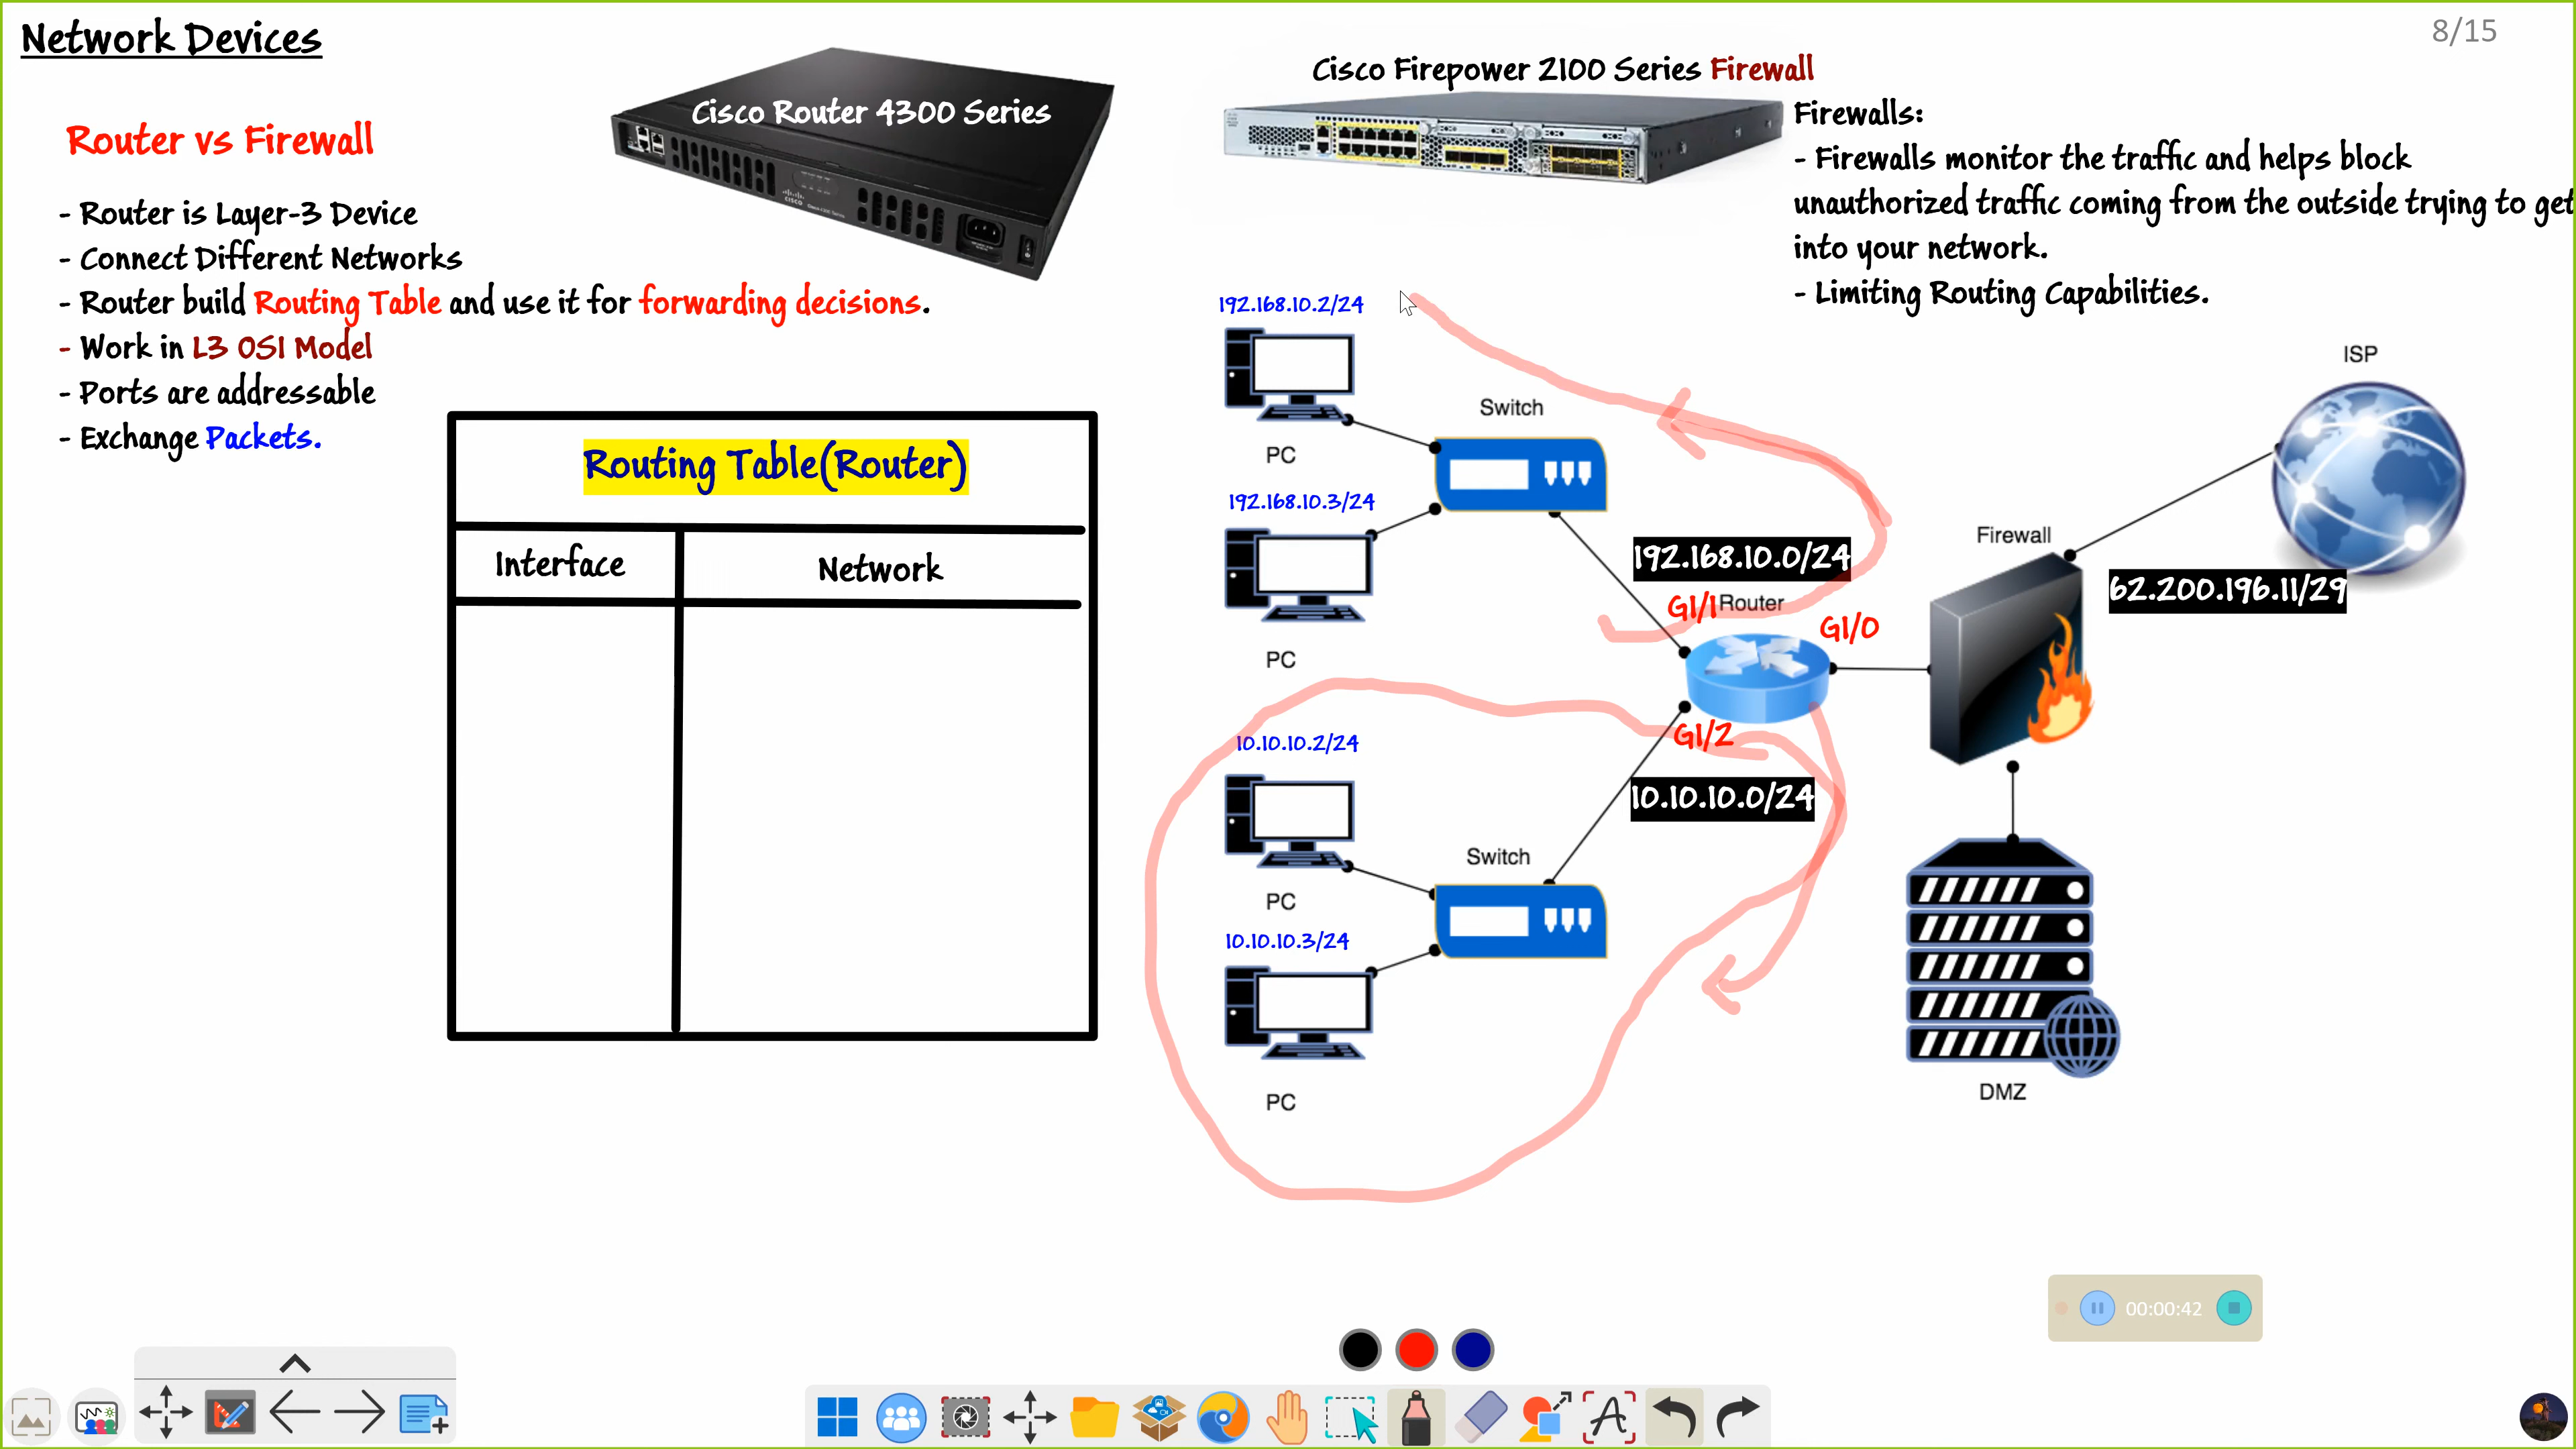 Network Devices
8/15
Router vs Firewall
- Router is Layer-3 Device
- Connect Different Networks
- Router build Routing Table and use it for forwarding decisions.
- Work in L3 OSI Model
- Ports are addressable
- Exchange Packets.
Cisco Router 4300 Series
CISCO
Cisco Firepower 2100 Series Firewall
Firewalls:
- Firewalls monitor the traffic and helps block
unauthorized traffic coming from the outside trying to get
into your network.
- Limiting Routing Capabilities.
Routing Table(Router)
Interface
Network
192.168.10.2/24
PC
192.168.10.3/24
PC
Switch
192.168.10.0/24
G1/1
Router
G1/0
G1/2
10.10.10.0/24
10.10.10.2/24
PC
10.10.10.3/24
PC
Switch
Firewall
ISP
62.200.196.11/29
DMZ
00:00:42